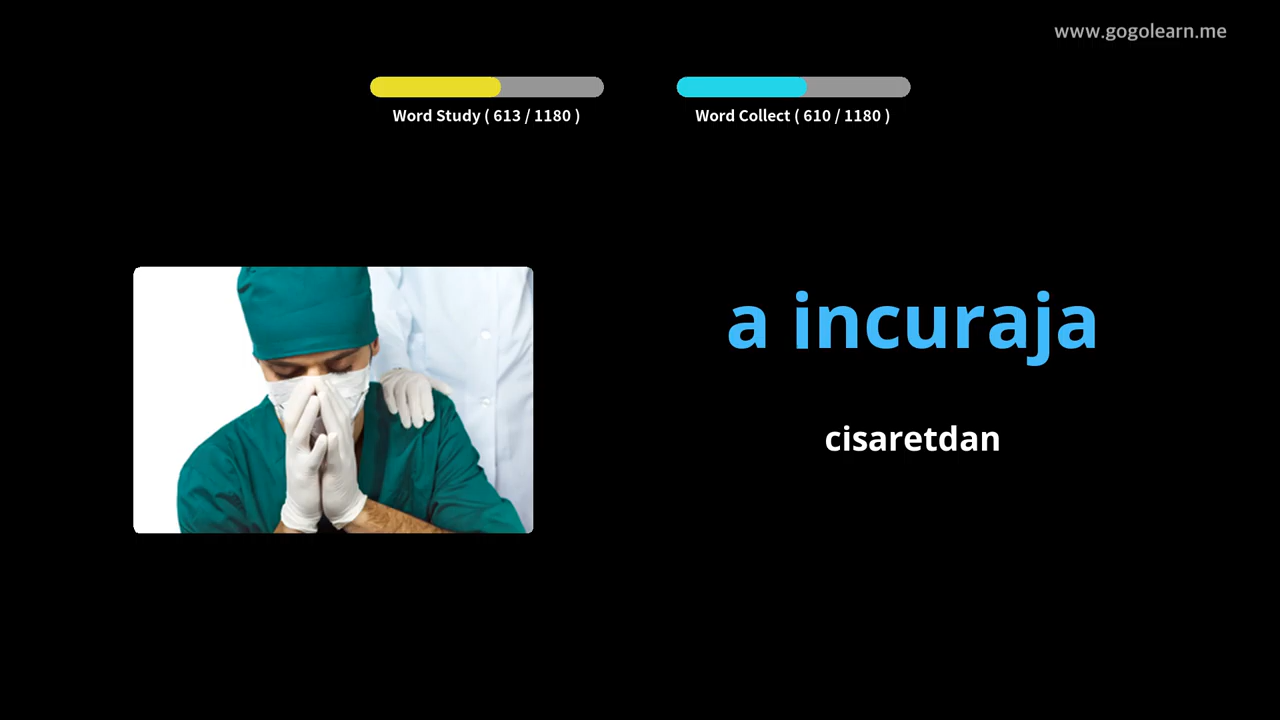 www.gogolearn.me
Word Study ( 613 / 1180 )
Word Collect ( 610 / 1180 )
a incuraja
cisaretdan